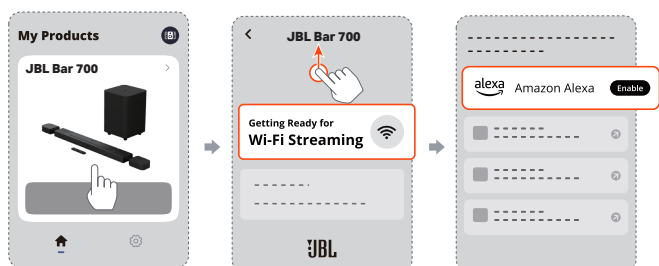 My Products
JBL Bar 700
JBL Bar 700
Getting Ready for
Wi-Fi Streaming
JBL
alexa
Amazon Alexa
Enable